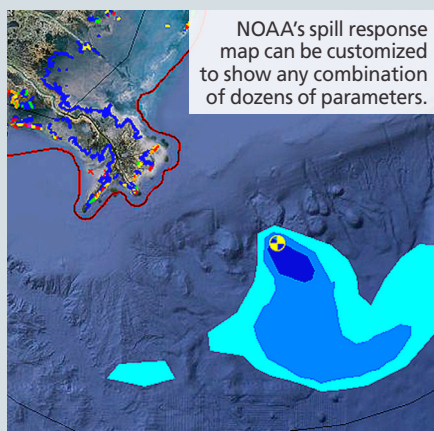 NOAA’s spill response
map can be customized
to show any combination
of dozens of parameters.